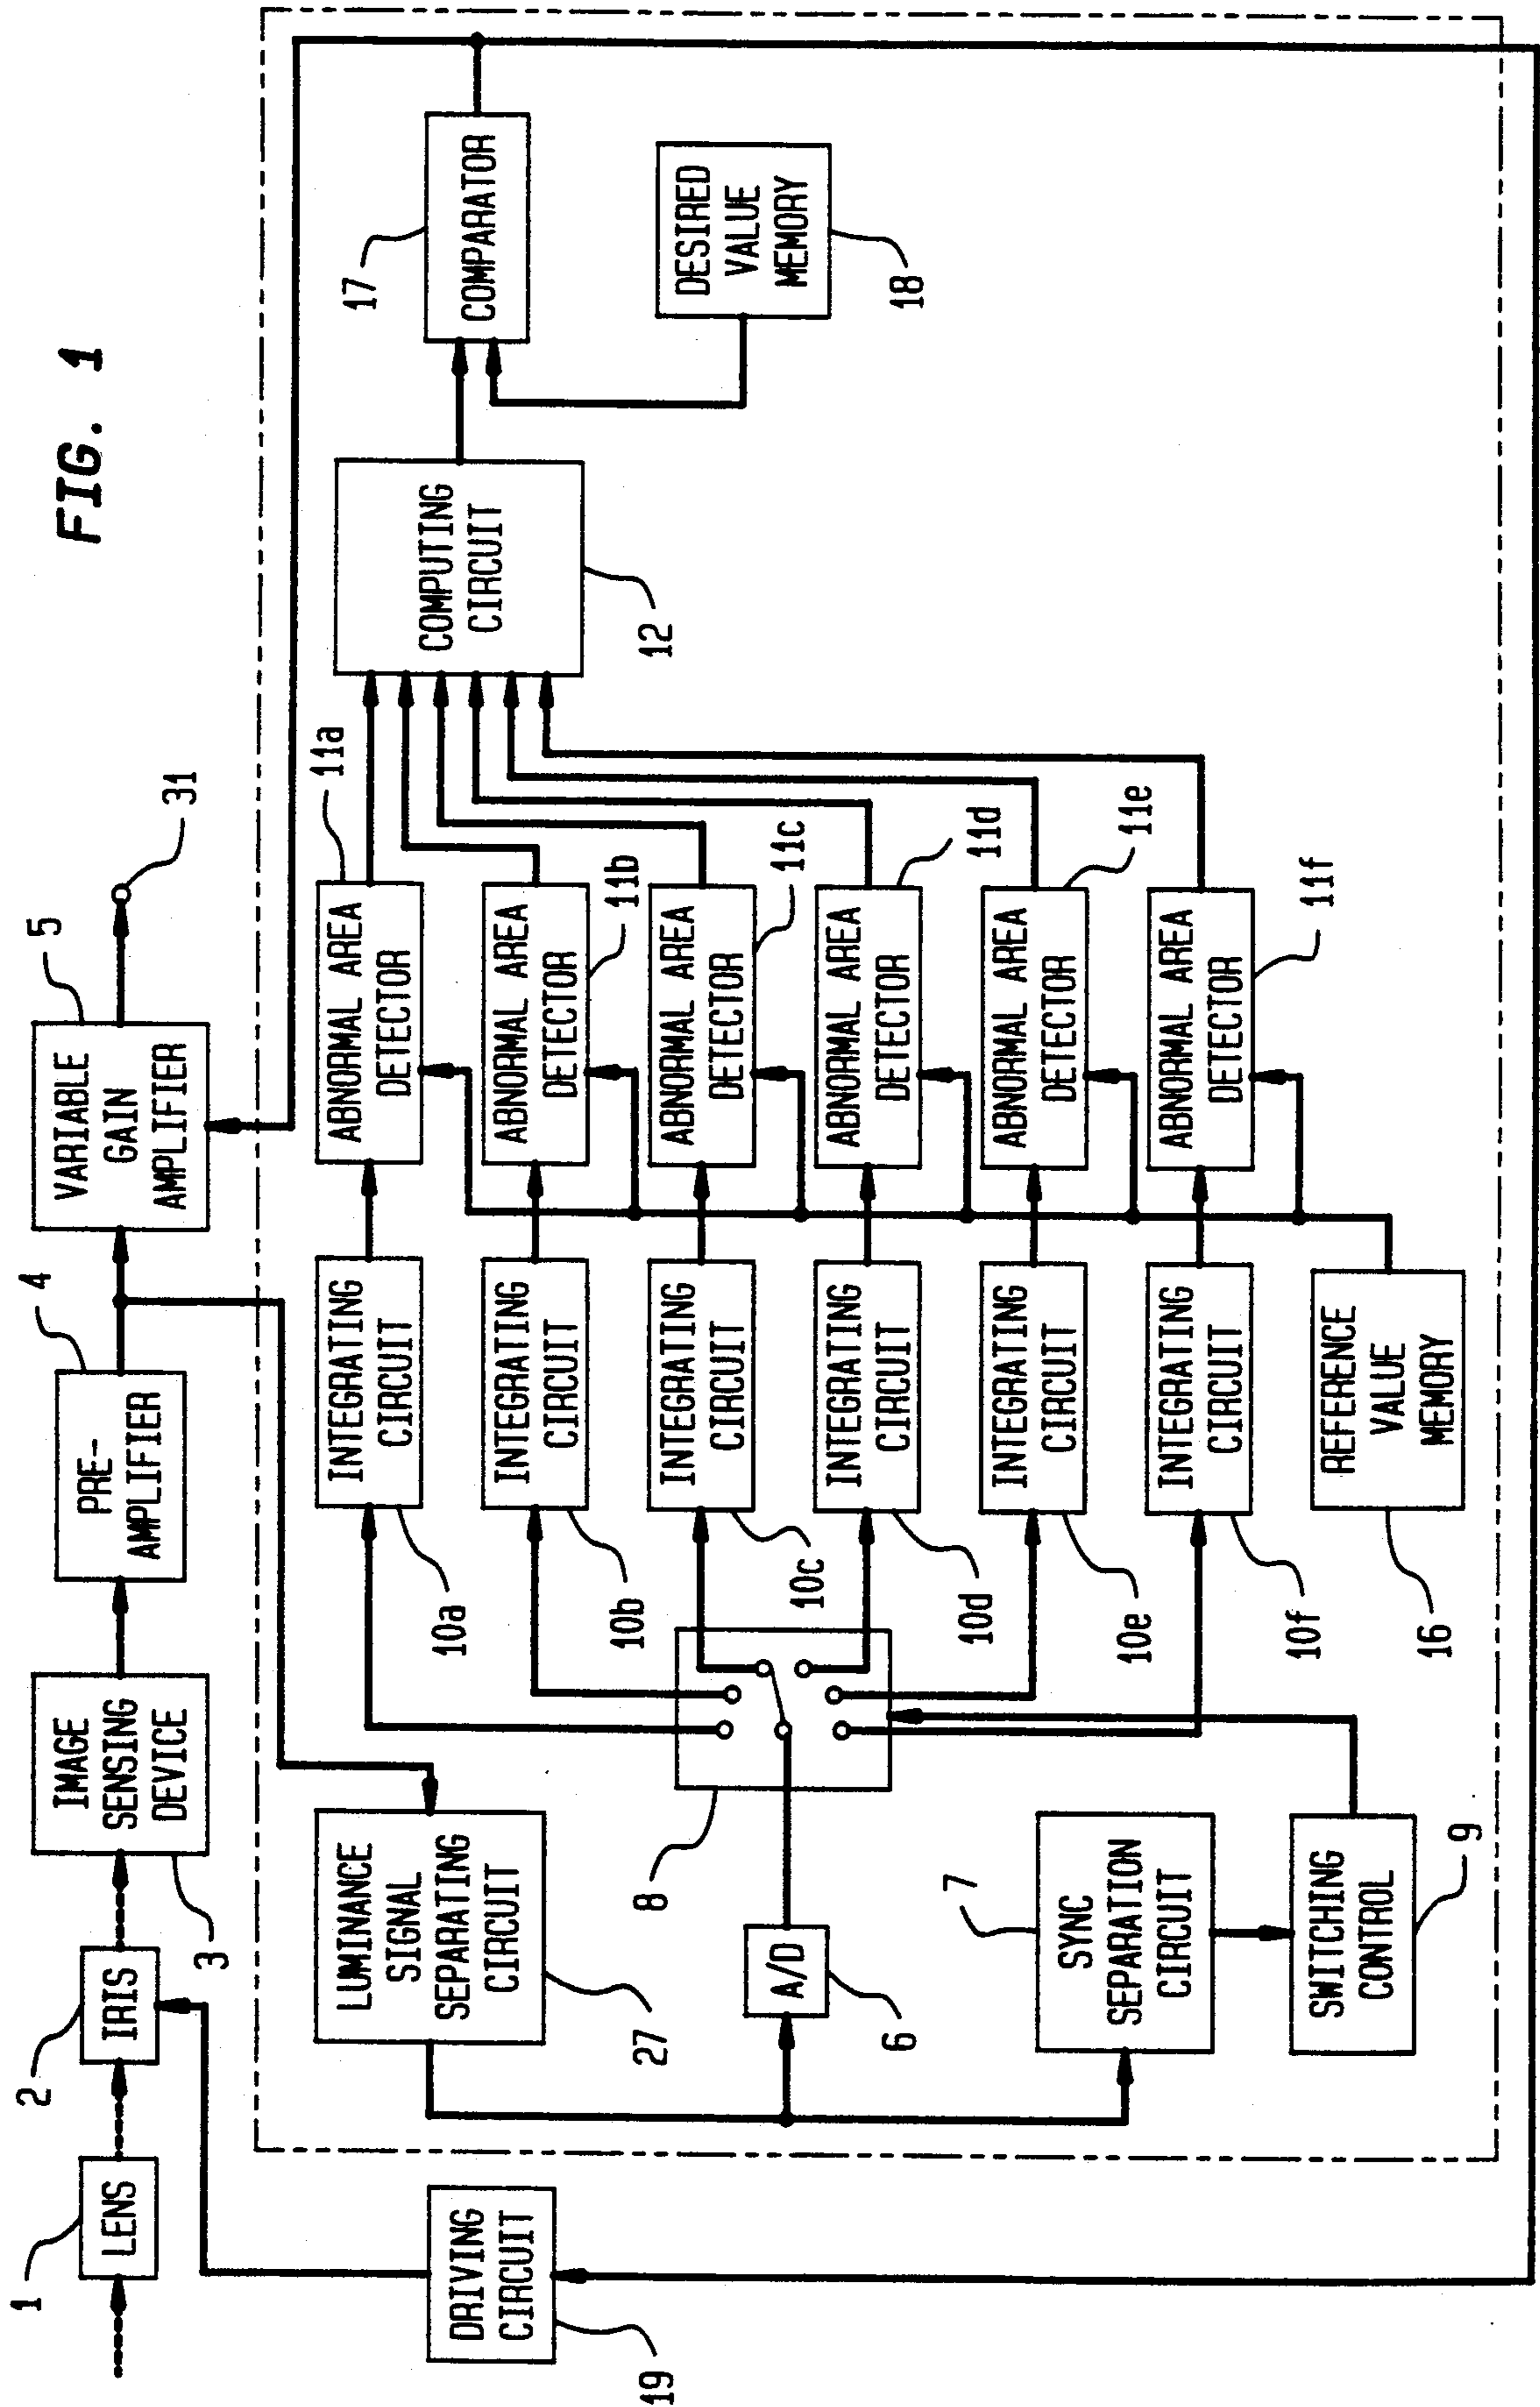 FIG. 1
1
LENS
2
IRIS
3
IMAGE
SENSING
DEVICE
4
PRE-
AMPLIFIER
5
VARIABLE
GAIN
AMPLIFIER
31
19
DRIVING
CIRCUIT
27
LUMINANCE
SIGNAL
SEPARATING
CIRCUIT
6
A/D
7
SYNC
SEPARATION
CIRCUIT
9
SWITCHING
CONTROL
8
10a
INTEGRATING
CIRCUIT
10b
INTEGRATING
CIRCUIT
10c
INTEGRATING
CIRCUIT
10d
INTEGRATING
CIRCUIT
10e
INTEGRATING
CIRCUIT
10f
INTEGRATING
CIRCUIT
16
REFERENCE
VALUE
MEMORY
11a
ABNORMAL AREA
DETECTOR
11b
ABNORMAL AREA
DETECTOR
11c
ABNORMAL AREA
DETECTOR
11d
ABNORMAL AREA
DETECTOR
11e
ABNORMAL AREA
DETECTOR
11f
ABNORMAL AREA
DETECTOR
12
COMPUTING
CIRCUIT
17
COMPARATOR
18
DESIRED
VALUE
MEMORY